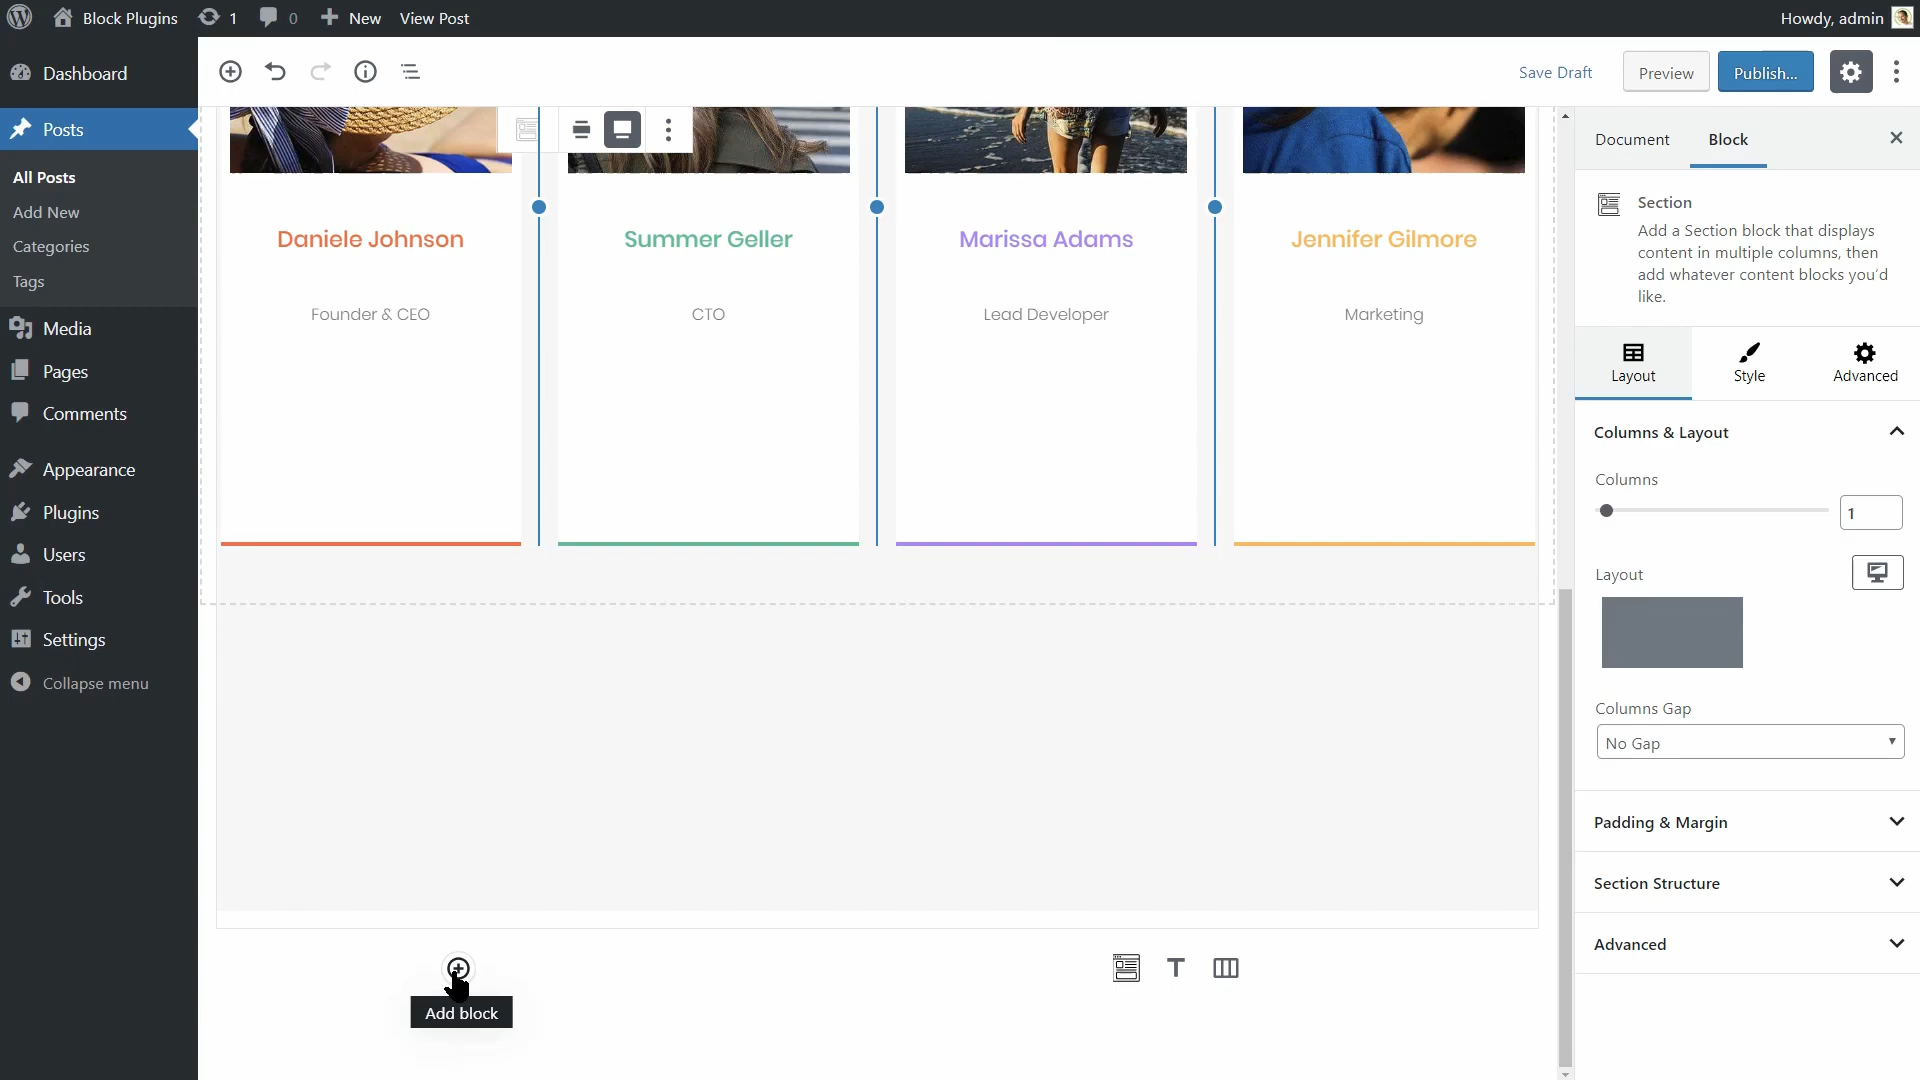 Block Plugins 1 0 New View Post Howdy, admin
Dashboard
Posts
All Posts
Add New
Categories
Tags
Media
Pages
Comments
Appearance
Plugins
Users
Tools
Settings
Collapse menu
Save Draft Preview Publish...
Daniele Johnson Summer Geller Marissa Adams Jennifer Gilmore
Founder & CEO CTO Lead Developer Marketing
Add block
Document Block
Section
Add a Section block that displays
content in multiple columns, then
add whatever content blocks you'd
like.
Layout Style Advanced
Columns & Layout
Columns
1
Layout
Columns Gap
No Gap
Padding & Margin
Section Structure
Advanced